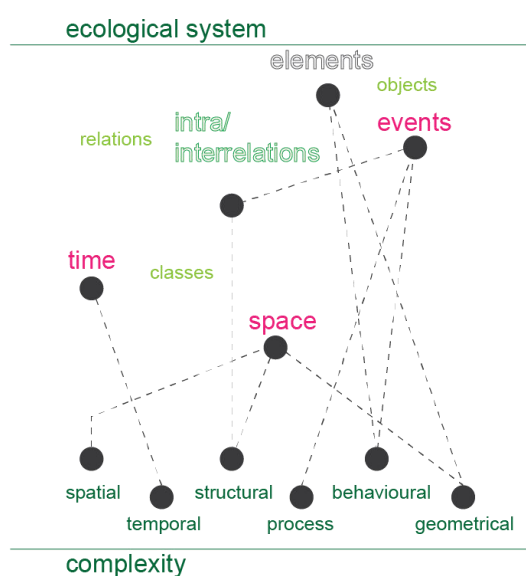 ecological system
elements
objects
events
intra/
relations
interrelations
time
classes
space
spatial
structural
behavioural
temporal
process
geometrical
complexity